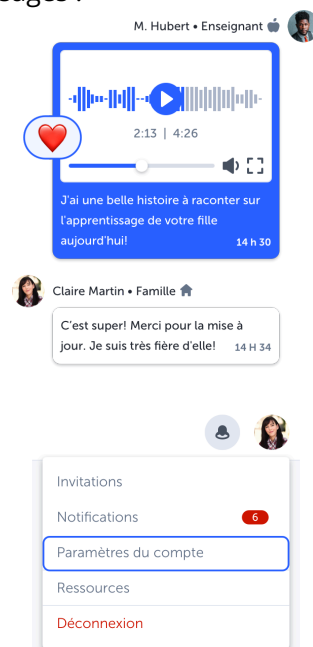 M. Hubert • Enseignant
2:13 | 4:26
J'ai une belle histoire à raconter sur
l'apprentissage de votre fille
aujourd'hui! 14 h 30
Claire Martin • Famille
C'est super! Merci pour la mise à
jour. Je suis très fière d'elle! 14 H 34
Invitations
Notifications 6
Paramètres du compte
Ressources
Déconnexion